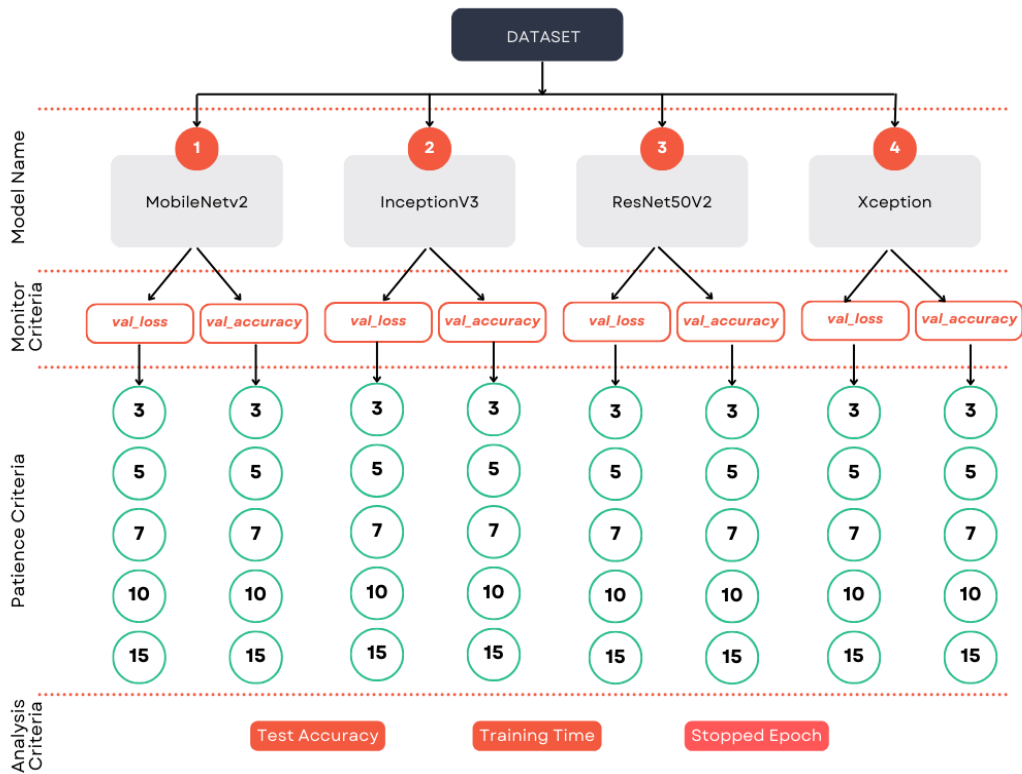 DATASET
1
2
3
4
Model Name
MobileNetv2
InceptionV3
ResNet50V2
Xception
Monitor
Criteria
val_loss
val_accuracy
val_loss
val_accuracy
val_loss
val_accuracy
val_loss
val_accuracy
Patience Criteria
3
3
3
3
3
3
3
3
5
5
5
5
5
5
5
5
7
7
7
7
7
7
7
7
10
10
10
10
10
10
10
10
15
15
15
15
15
15
15
15
Analysis
Criteria
Test Accuracy
Training Time
Stopped Epoch